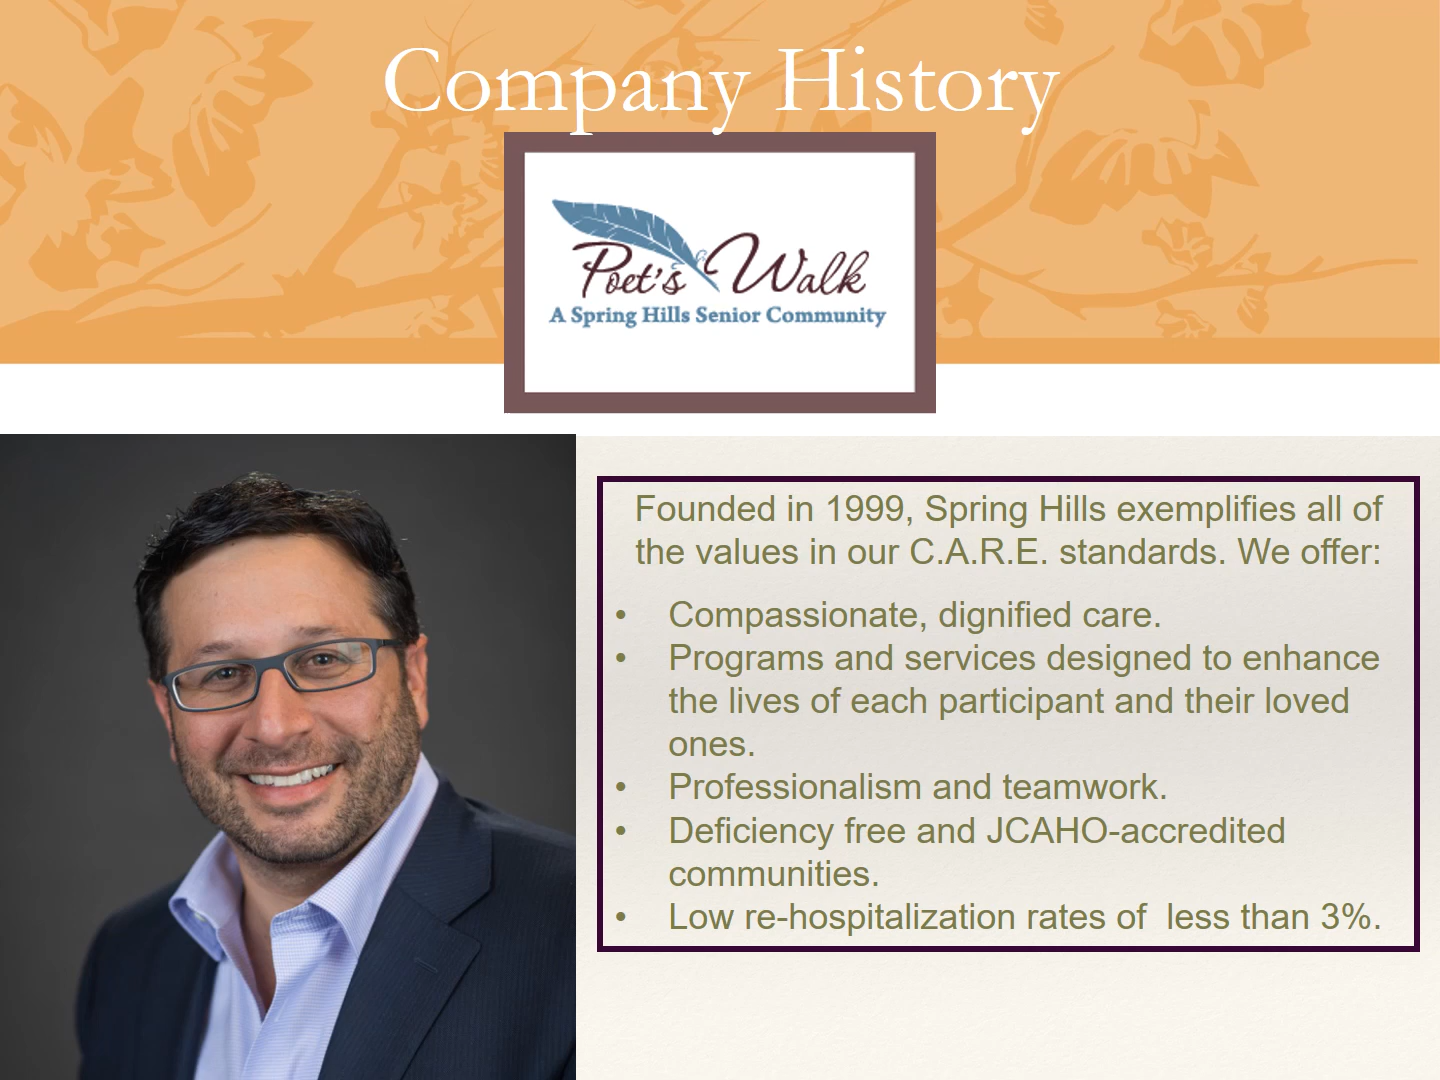 Company History
Poet's Walk
A Spring Hills Senior Community
Founded in 1999, Spring Hills exemplifies all of
the values in our C.A.R.E. standards. We offer:
• Compassionate, dignified care.
• Programs and services designed to enhance
the lives of each participant and their loved
ones.
• Professionalism and teamwork.
• Deficiency free and JCAHO-accredited
communities.
• Low re-hospitalization rates of  less than 3%.